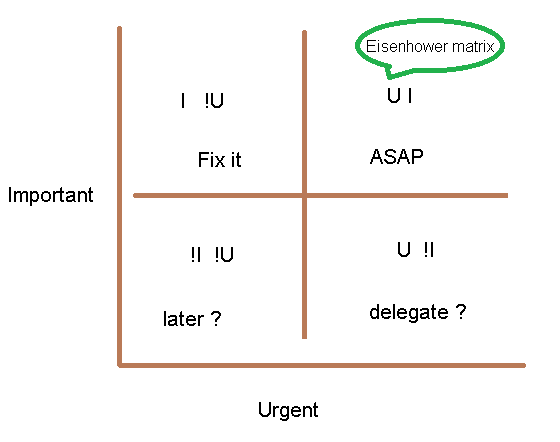 Eisenhower matrix
I !U
U I
Fix it
ASAP
Important
!I !U
U !I
later ?
delegate ?
Urgent